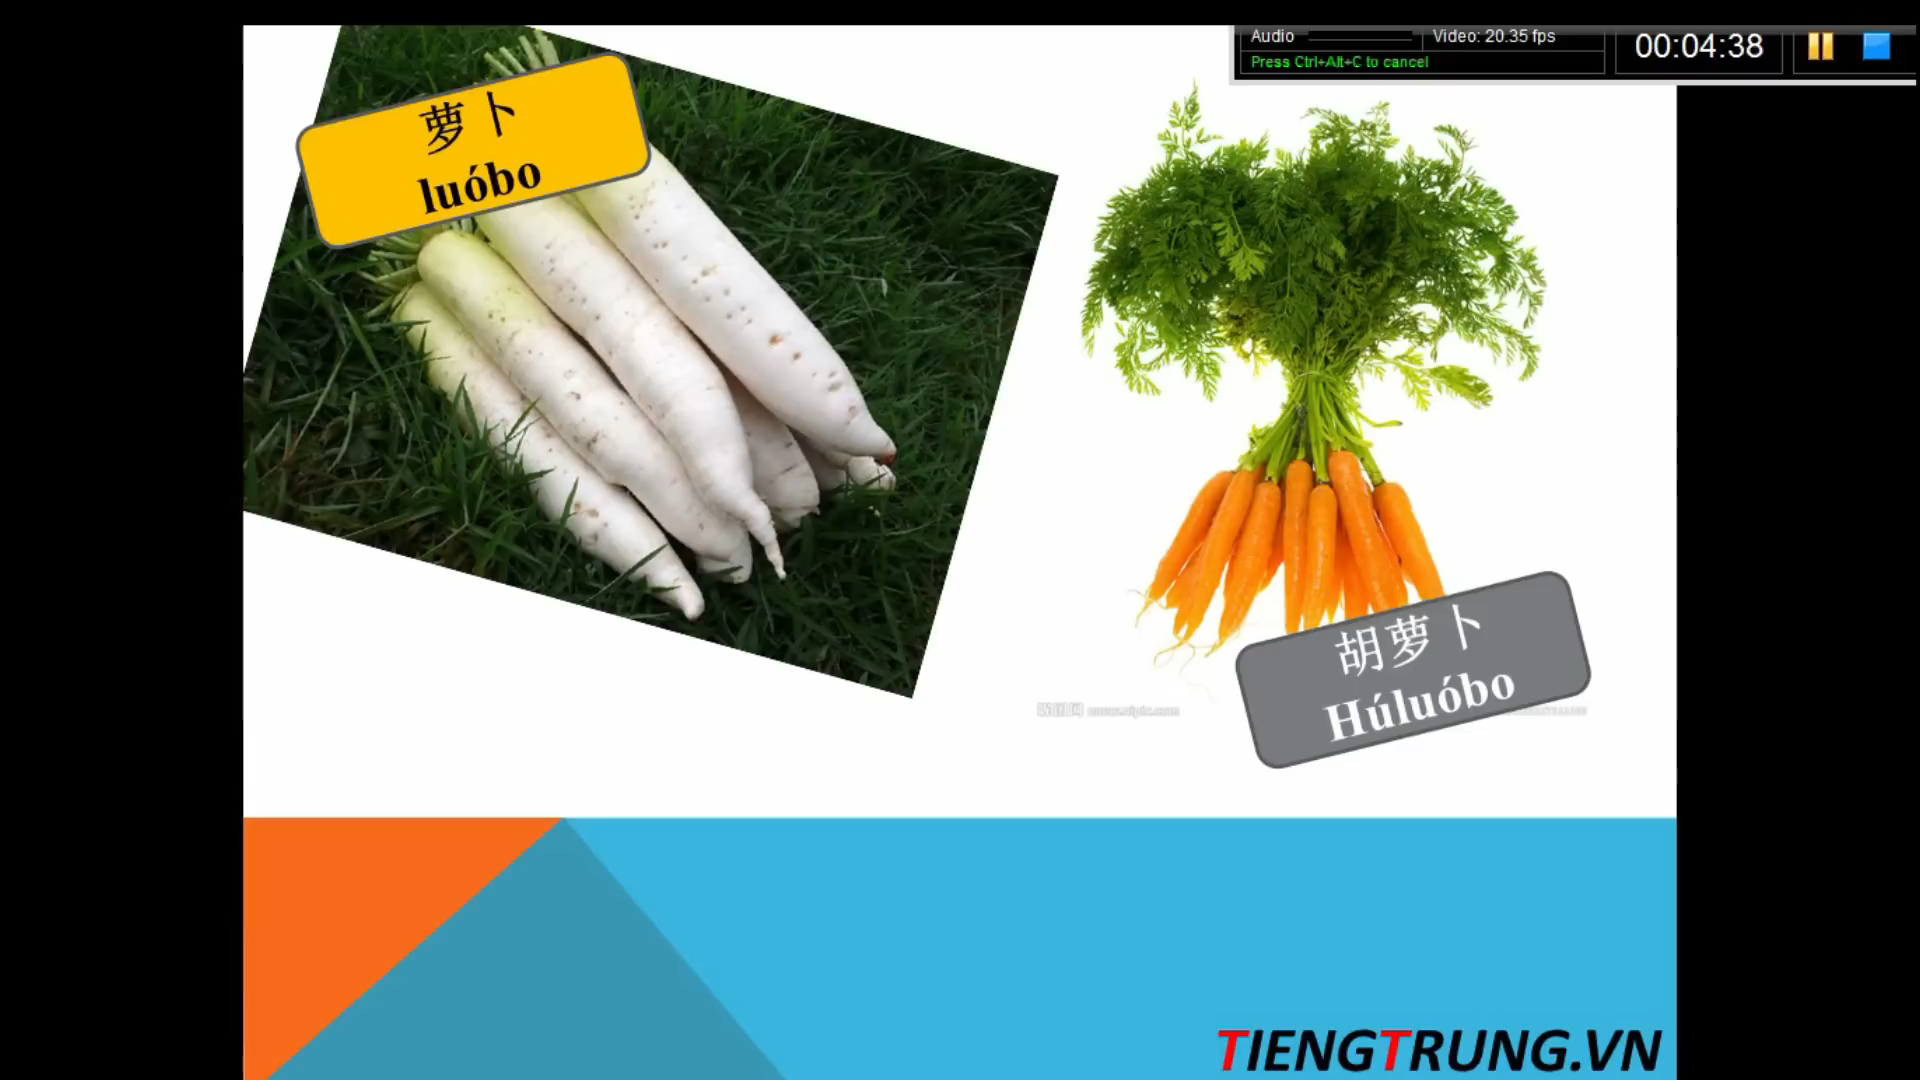 Audio
Video: 20.35 fps
00:04:38
Press Ctrl+Alt+C to cancel
萝卜
luóbo
胡萝卜
Húluóbo
TIENGTRUNG.VN